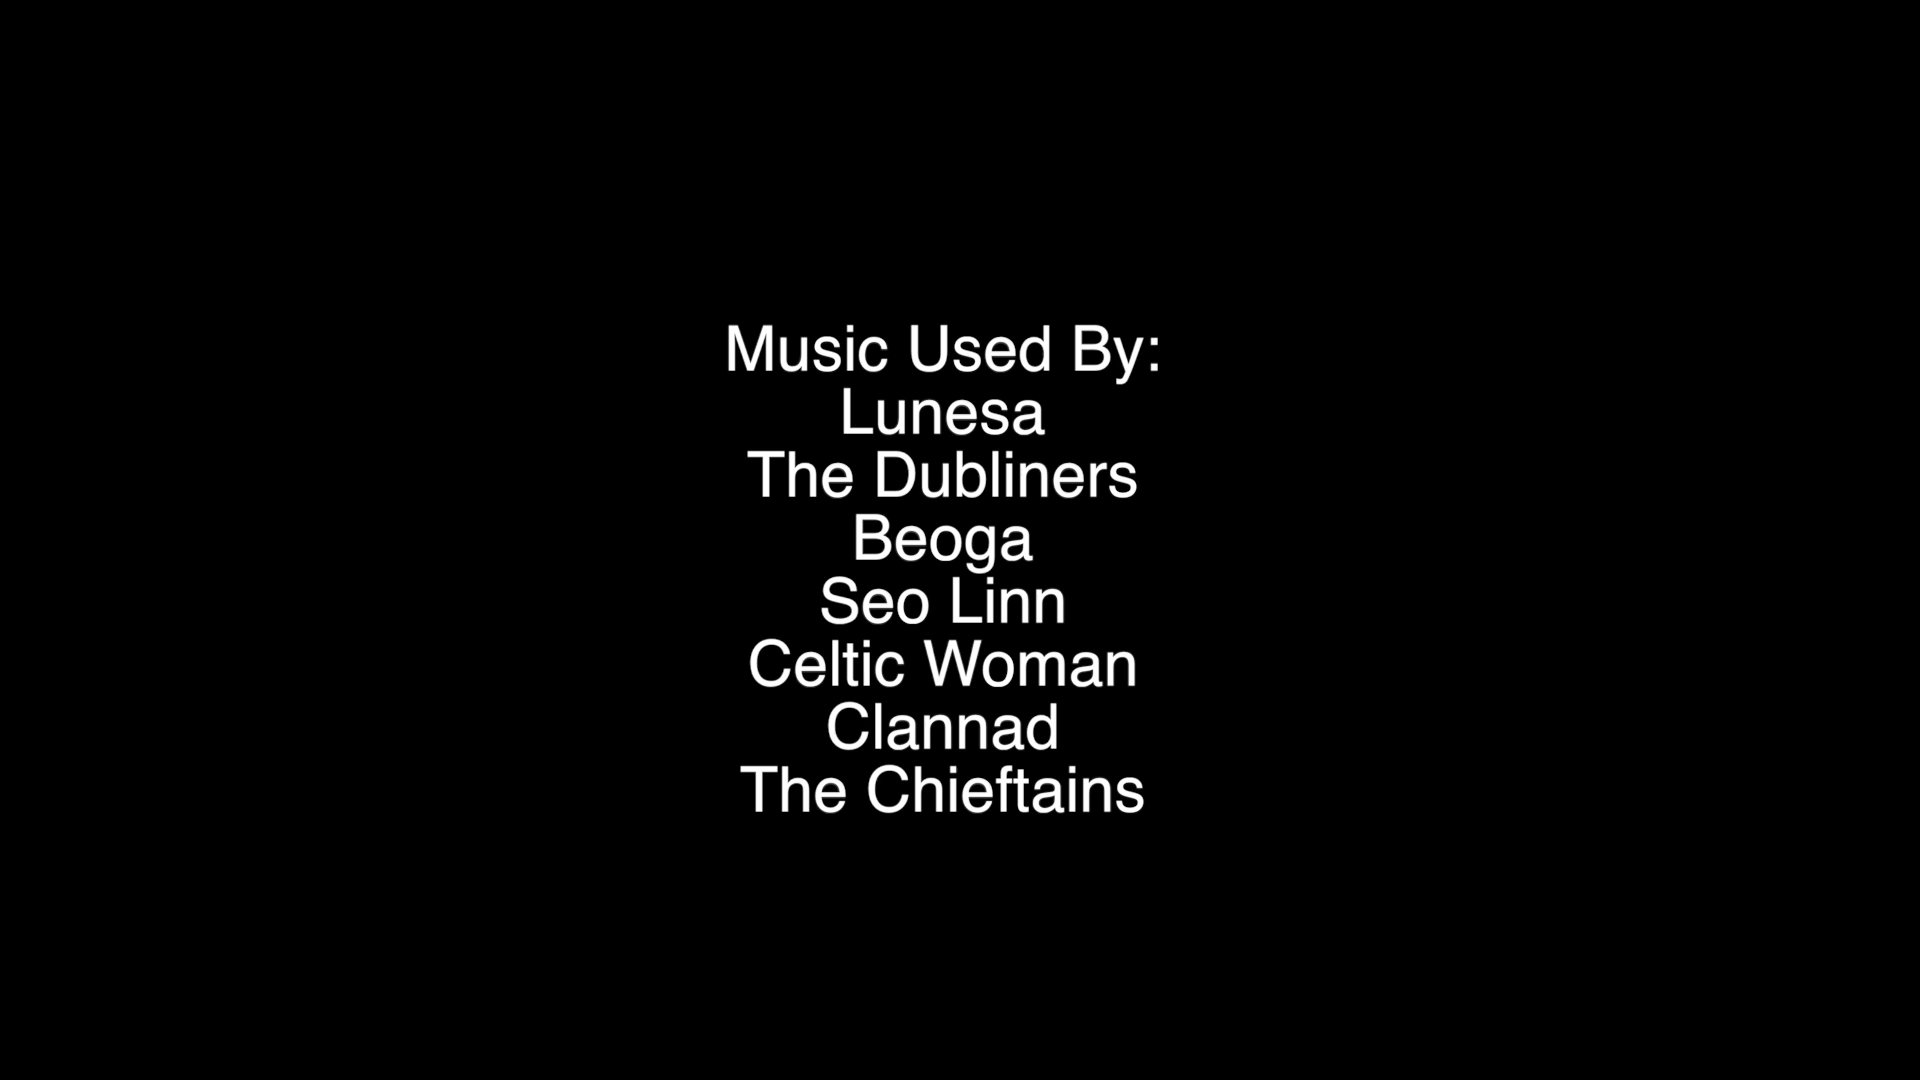 Music Used By:
Lunesa
The Dubliners
Beoga
Seo Linn
Celtic Woman
Clannad
The Chieftains